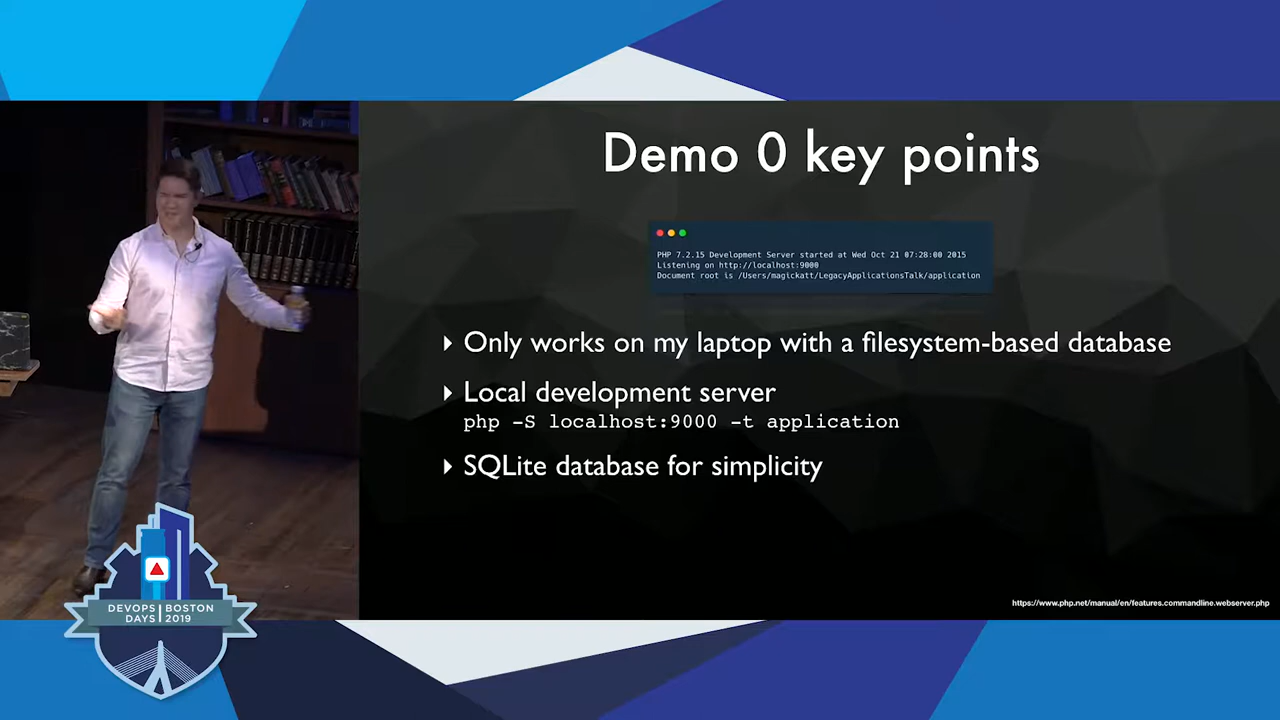 Demo 0 key points
PHP 7.2.15 Development Server started at Wed Oct 21 07:28:00 2015
Listening on http://localhost:9000
Document root is /Users/magickatt/LegacyApplicationsTalk/application
Only works on my laptop with a filesystem-based database
Local development server
php -S localhost:9000 -t application
SQLite database for simplicity
https://www.php.net/manual/en/features.commandline.webserver.php
DEVOPS BOSTON
DAYS 2019